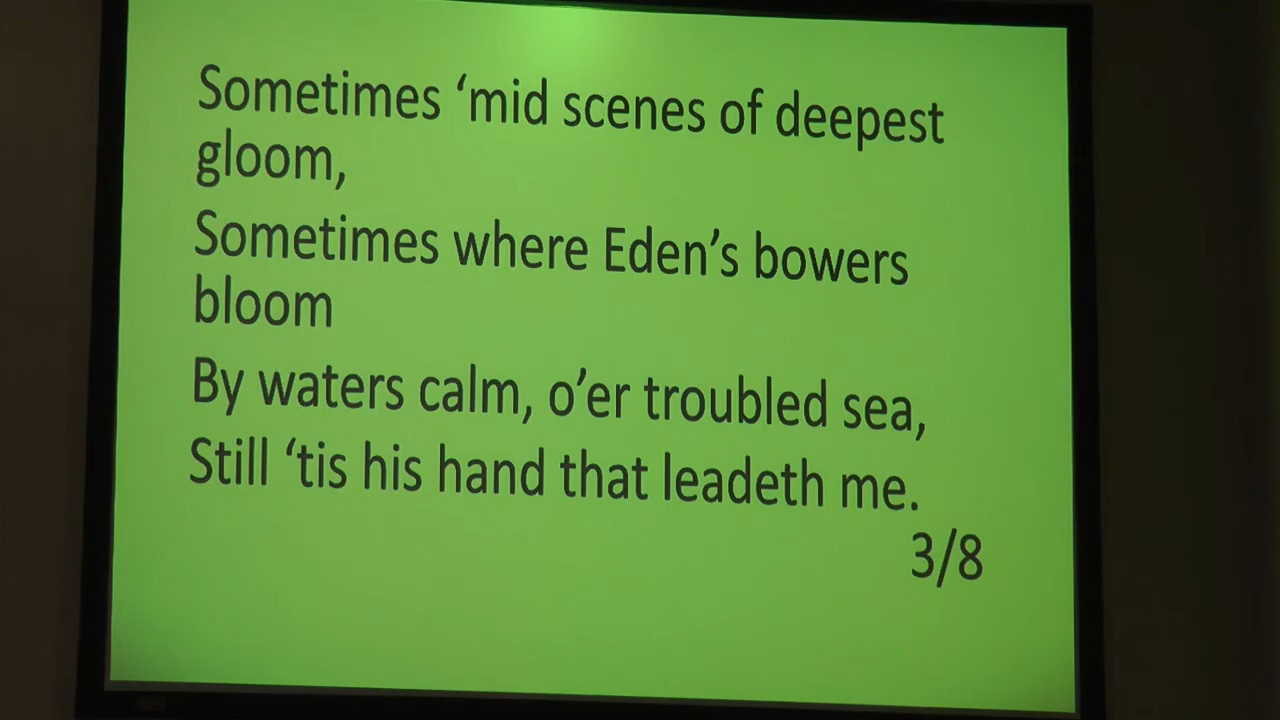 Sometimes ‘mid scenes of deepest
gloom,
Sometimes where Eden’s bowers
bloom
By waters calm, o’er troubled sea,
Still ‘tis his hand that leadeth me.
3/8